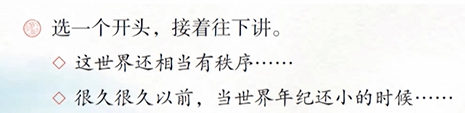 选一个开头，接着往下讲。
◇ 这世界还相当有秩序……
◇ 很久很久以前，当世界年纪还小的时候……